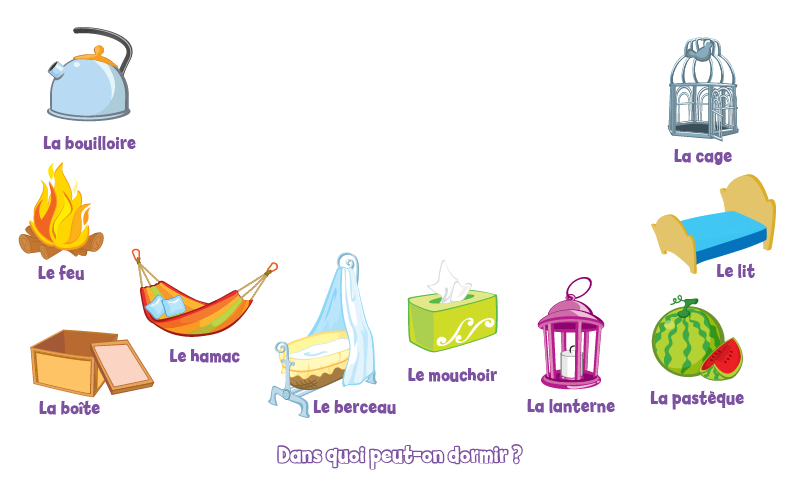 La bouilloire
La cage
Le feu
Le lit
Le hamac
Le mouchoir
La boîte
Le berceau
La lanterne
La pastèque
Dans quoi peut-on dormir ?